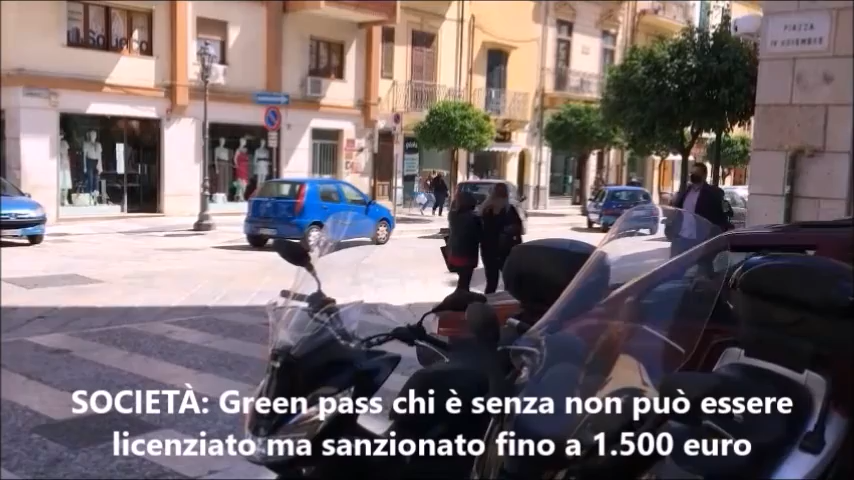 PIAZZA
IV NOVEMBRE
SOCIETÀ: Green pass chi è senza non può essere
licenziato ma sanzionato fino a 1.500 euro